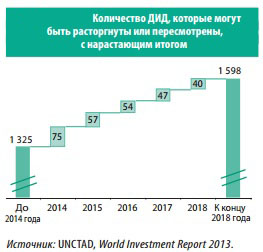 Количество ДИД, которые могут
быть расторгнуты или пересмотрены,
с нарастающим итогом
1 598
40
47
54
57
75
1 325
До
2014 года
2014
2015
2016
2017
2018
К концу
2018 года
Источник: UNCTAD, World Investment Report 2013.